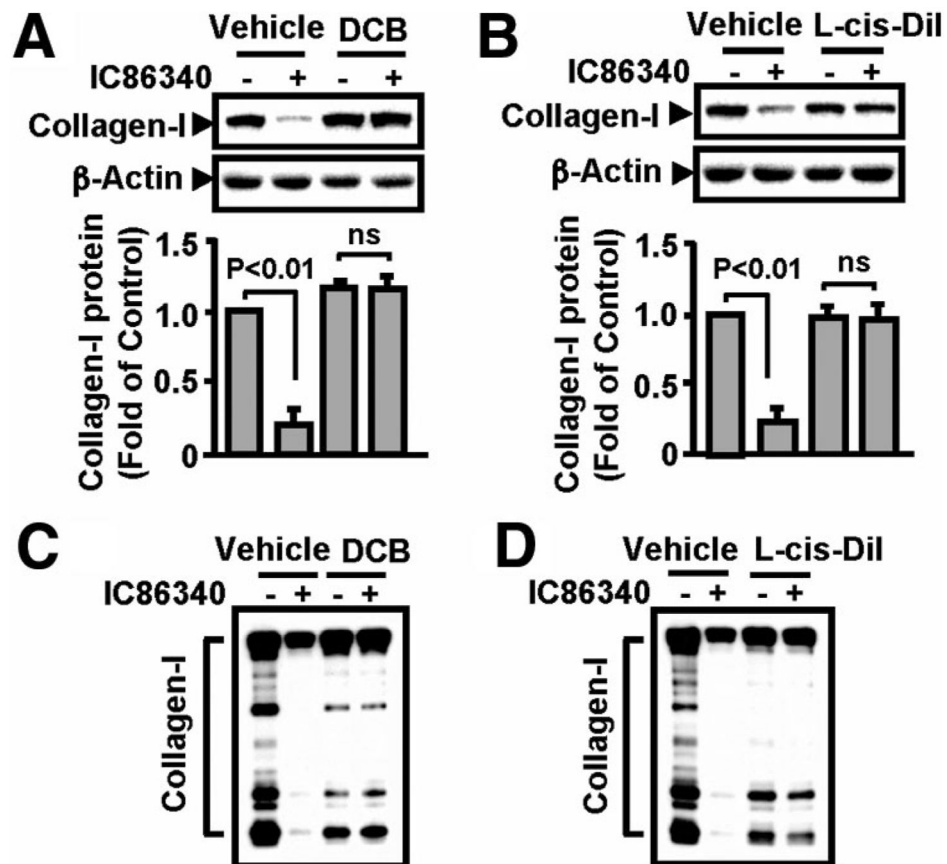 A
Vehicle DCB
IC86340 - + - +
Collagen-I
β-Actin
Collagen-I protein
(Fold of Control)
1.5
1.0
0.5
0
P<0.01
ns
B
Vehicle L-cis-Dil
IC86340 - + - +
Collagen-I
β-Actin
Collagen-I protein
(Fold of Control)
1.5
1.0
0.5
0
P<0.01
ns
C
Vehicle DCB
IC86340 - + - +
Collagen-I
D
Vehicle L-cis-Dil
IC86340 - + - +
Collagen-I